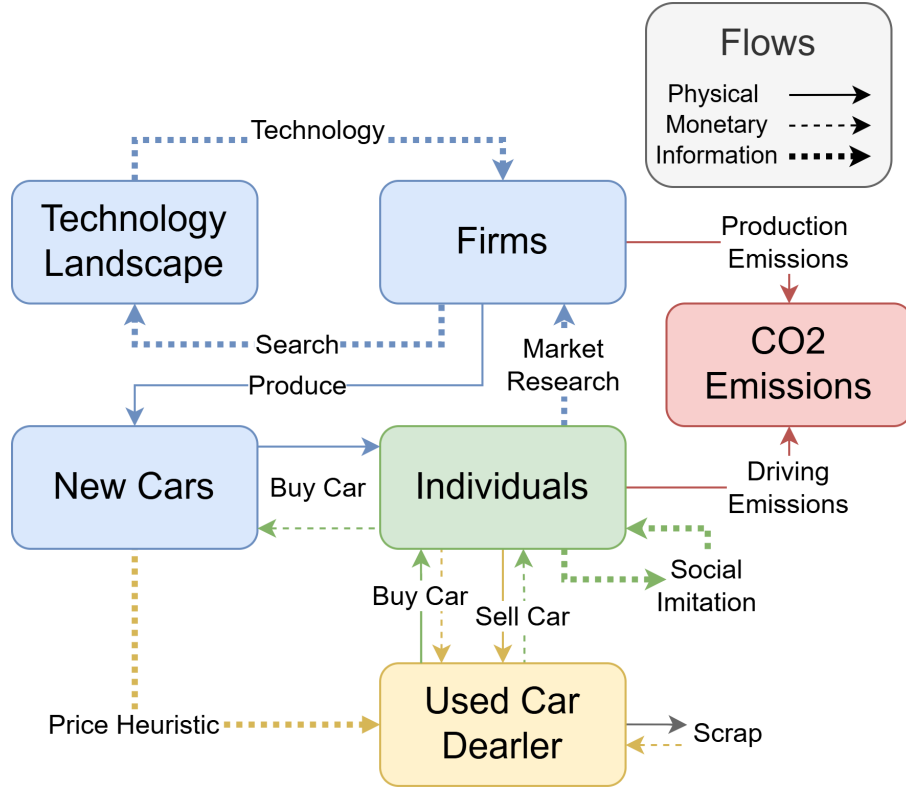 Flows
Physical
Monetary
Information
Technology
Technology
Landscape
Firms
Production
Emissions
Search
Market
Research
CO2
Emissions
Produce
New Cars
Buy Car
Individuals
Driving
Emissions
Social
Imitation
Buy Car
Sell Car
Price Heuristic
Used Car
Dearler
Scrap